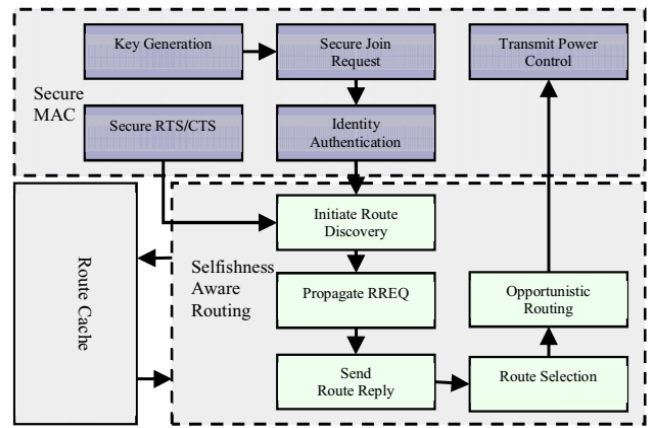 Key Generation
Secure Join
Request
Transmit Power
Control
Secure
MAC
Secure RTS/CTS
Identity
Authentication
Initiate Route
Discovery
Route Cache
Selfishness
Aware
Routing
Propagate RREQ
Opportunistic
Routing
Send
Route Reply
Route Selection